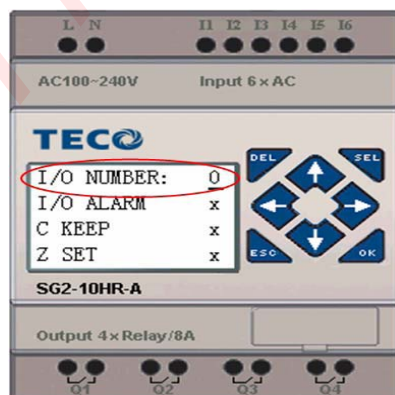 L N I1 I2 I3 I4 I5 I6
AC100~240V Input 6×AC
TECO
DEL SEL
I/O NUMBER: 0
I/O ALARM x
C KEEP x
Z SET x
ESC OK
SG2-10HR-A
Output 4×Relay/8A
Q1 Q2 Q3 Q4